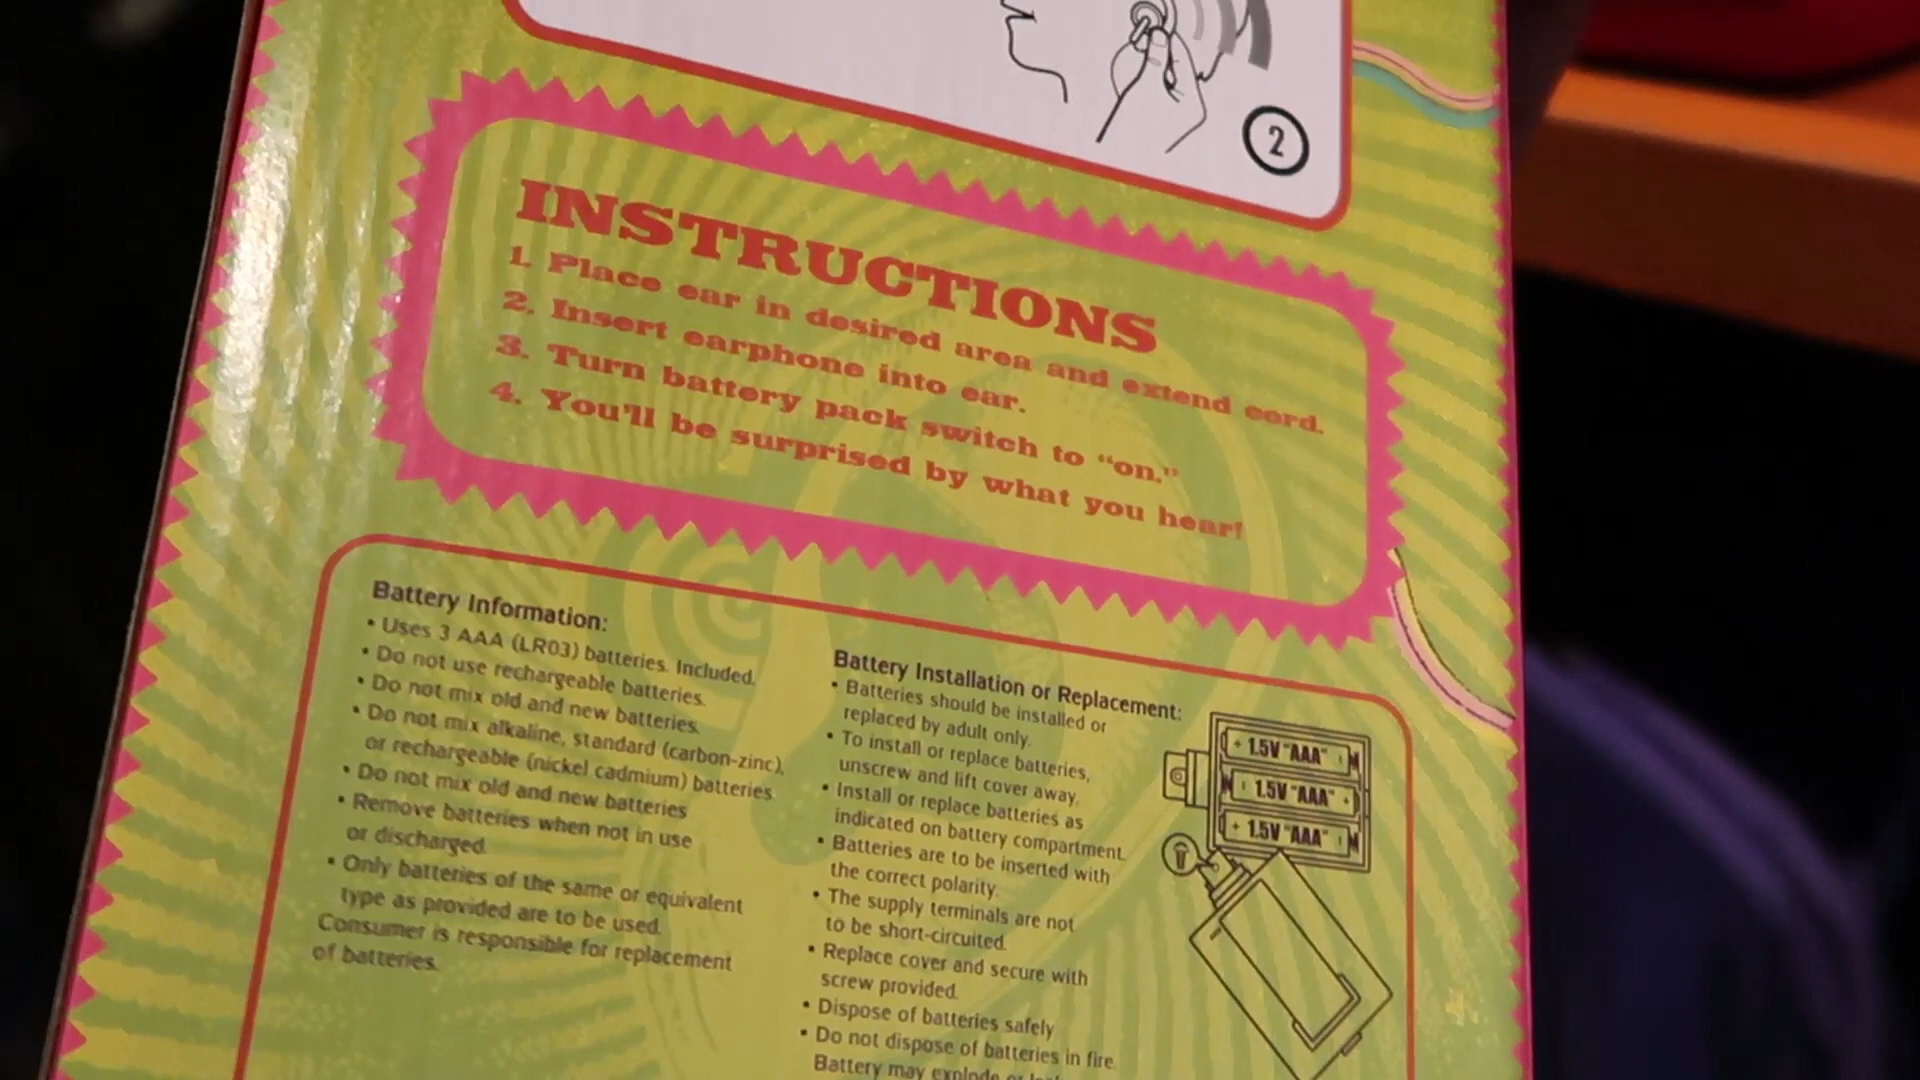 2
INSTRUCTIONS
1. Place ear in desired area and extend cord.
2. Insert earphone into ear.
3. Turn battery pack switch to “on.”
4. You'll be surprised by what you hear!
Battery Information:
• Uses 3 AAA (LR03) batteries. Included.
• Do not use rechargeable batteries.
• Do not mix old and new batteries.
• Do not mix alkaline, standard (carbon-zinc),
or rechargeable (nickel cadmium) batteries
• Do not mix old and new batteries
• Remove batteries when not in use
or discharged.
• Only batteries of the same or equivalent
type as provided are to be used.
Consumer is responsible for replacement
of batteries.
Battery Installation or Replacement:
• Batteries should be installed or
replaced by adult only.
• To install or replace batteries,
unscrew and lift cover away.
• Install or replace batteries as
indicated on battery compartment.
• Batteries are to be inserted with
the correct polarity.
• The supply terminals are not
to be short-circuited.
• Replace cover and secure with
screw provided.
• Dispose of batteries safely
• Do not dispose of batteries in fire.
Battery may explode or
+ 1.5V "AAA" -
- 1.5V "AAA" +
+ 1.5V "AAA" -